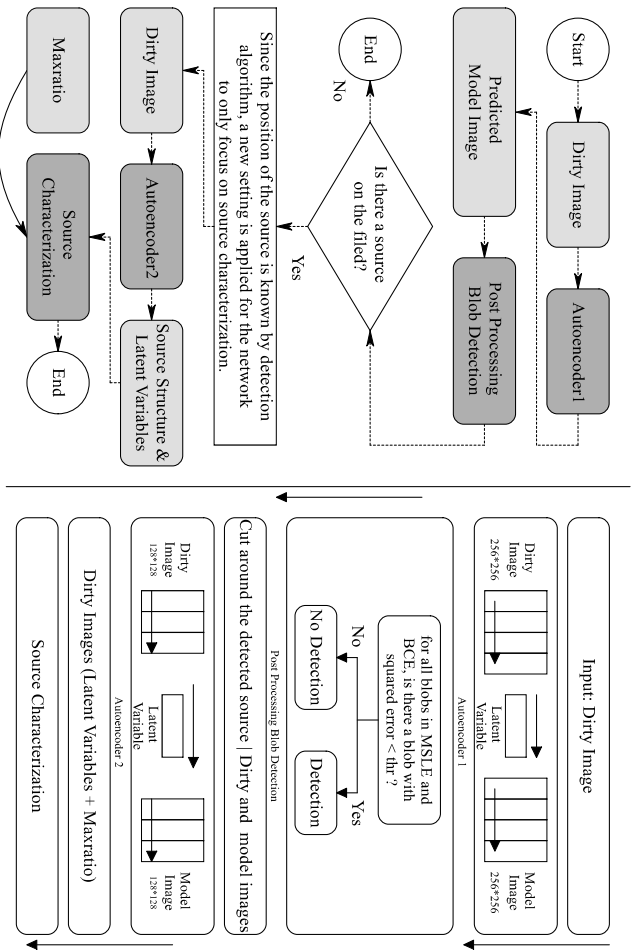 Start
Dirty Image
Autoencoder1
Predicted
Model Image
Post Processing
Blob Detection
Is there a source
on the filed?
No
End
Yes
Since the position of the source is known by detection
algorithm, a new setting is applied for the network
to only focus on source characterization.
Dirty Image
Autoencoder2
Source Structure &
Latent Variables
Maxratio
Source
Characterization
End
Input: Dirty Image
Dirty
Image
256*256
Latent
Variable
Model
Image
256*256
Autoencoder 1
for all blobs in MSLE and
BCE, is there a blob with
squared error < thr ?
No
Yes
No Detection
Detection
Post Processing Blob Detection
Cut around the detected source | Dirty and model images
Dirty
Image
128*128
Latent
Variable
Model
Image
128*128
Autoencoder 2
Dirty Images (Latent Variables + Maxratio)
Source Characterization